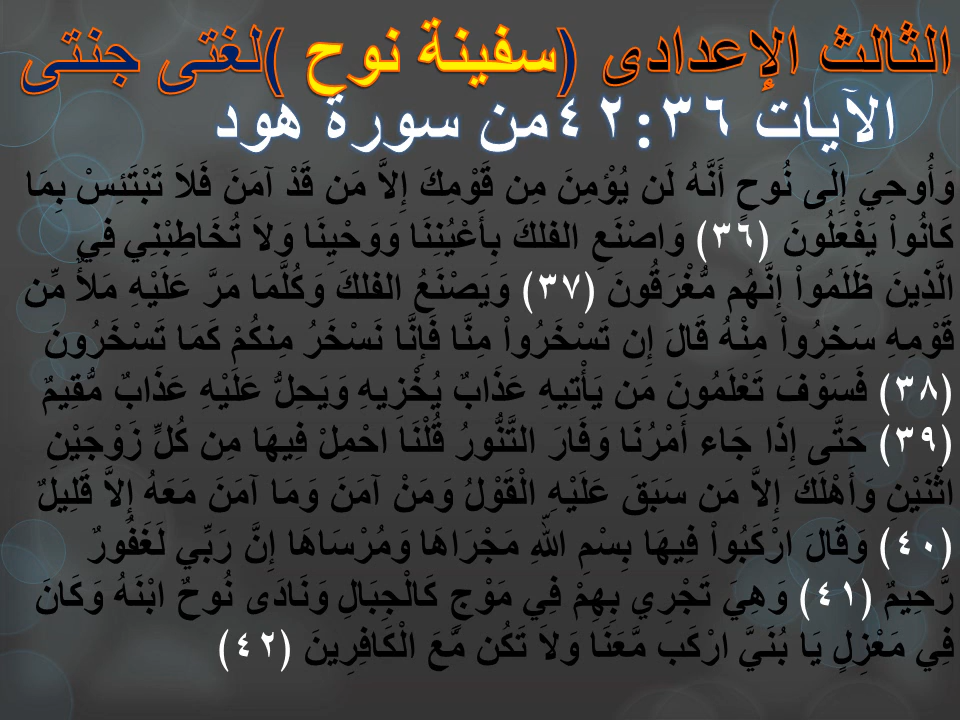 الثالث الإعدادى (سفينة نوح )لغتى جنتى
الآيات ٣٦:٤٢من سورة هود
وَأُوحِيَ إِلَى نُوحٍ أَنَّهُ لَن يُؤْمِنَ مِن قَوْمِكَ إِلاَّ مَن قَدْ آمَنَ فَلاَ تَبْتَئِسْ بِمَا
كَانُواْ يَفْعَلُونَ (٣٦) وَاصْنَعِ الفلكَ بِأَعْيُنِنَا وَوَحْيِنَا وَلاَ تُخَاطِبْنِي فِي
الَّذِينَ ظَلَمُواْ إِنَّهُم مُّغْرَقُونَ (٣٧) وَيَصْنَعُ الفلكَ وَكُلَّمَا مَرَّ عَلَيْهِ مَلأٌ مِّن
قَوْمِهِ سَخِرُواْ مِنْهُ قَالَ إِن تَسْخَرُواْ مِنَّا فَإِنَّا نَسْخَرُ مِنكُمْ كَمَا تَسْخَرُونَ
(٣٨) فَسَوْفَ تَعْلَمُونَ مَن يَأْتِيهِ عَذَابٌ يُخْزِيهِ وَيَحِلُّ عَلَيْهِ عَذَابٌ مُّقِيمٌ
(٣٩) حَتَّى إِذَا جَاء أَمْرُنَا وَفَارَ التَّنُّورُ قُلْنَا احْمِلْ فِيهَا مِن كُلٍّ زَوْجَيْنِ
اثْنَيْنِ وَأَهْلَكَ إِلاَّ مَن سَبَقَ عَلَيْهِ الْقَوْلُ وَمَنْ آمَنَ وَمَا آمَنَ مَعَهُ إِلاَّ قَلِيلٌ
(٤٠) وَقَالَ ارْكَبُواْ فِيهَا بِسْمِ اللهِ مَجْرَاهَا وَمُرْسَاهَا إِنَّ رَبِّي لَغَفُورٌ
رَّحِيمٌ (٤١) وَهِيَ تَجْرِي بِهِمْ فِي مَوْجٍ كَالْجِبَالِ وَنَادَى نُوحٌ ابْنَهُ وَكَانَ
فِي مَعْزِلٍ يَا بُنَيَّ ارْكَب مَّعَنَا وَلاَ تَكُن مَّعَ الْكَافِرِينَ (٤٢)